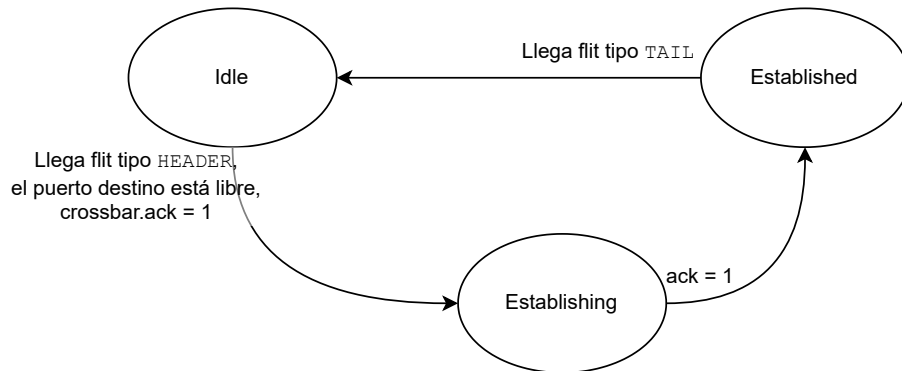 Llega flit tipo TAIL
Idle
Established
Llega flit tipo HEADER,
el puerto destino está libre,
crossbar.ack = 1
ack = 1
Establishing